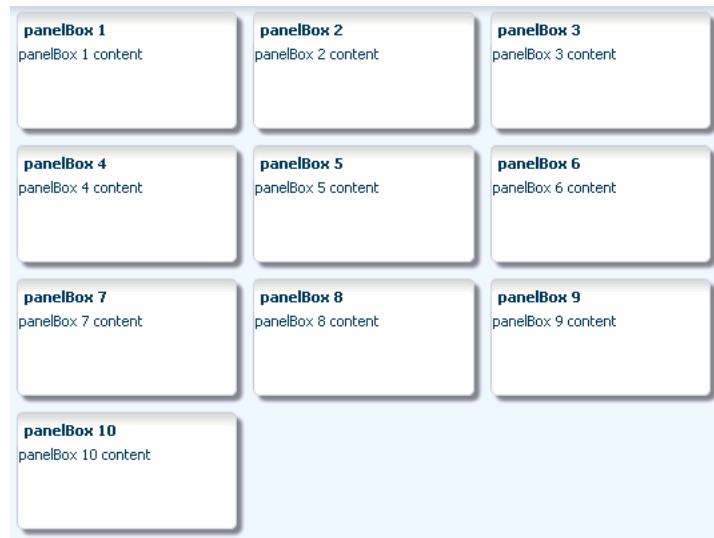 panelBox 1
panelBox 1 content
panelBox 2
panelBox 2 content
panelBox 3
panelBox 3 content
panelBox 4
panelBox 4 content
panelBox 5
panelBox 5 content
panelBox 6
panelBox 6 content
panelBox 7
panelBox 7 content
panelBox 8
panelBox 8 content
panelBox 9
panelBox 9 content
panelBox 10
panelBox 10 content